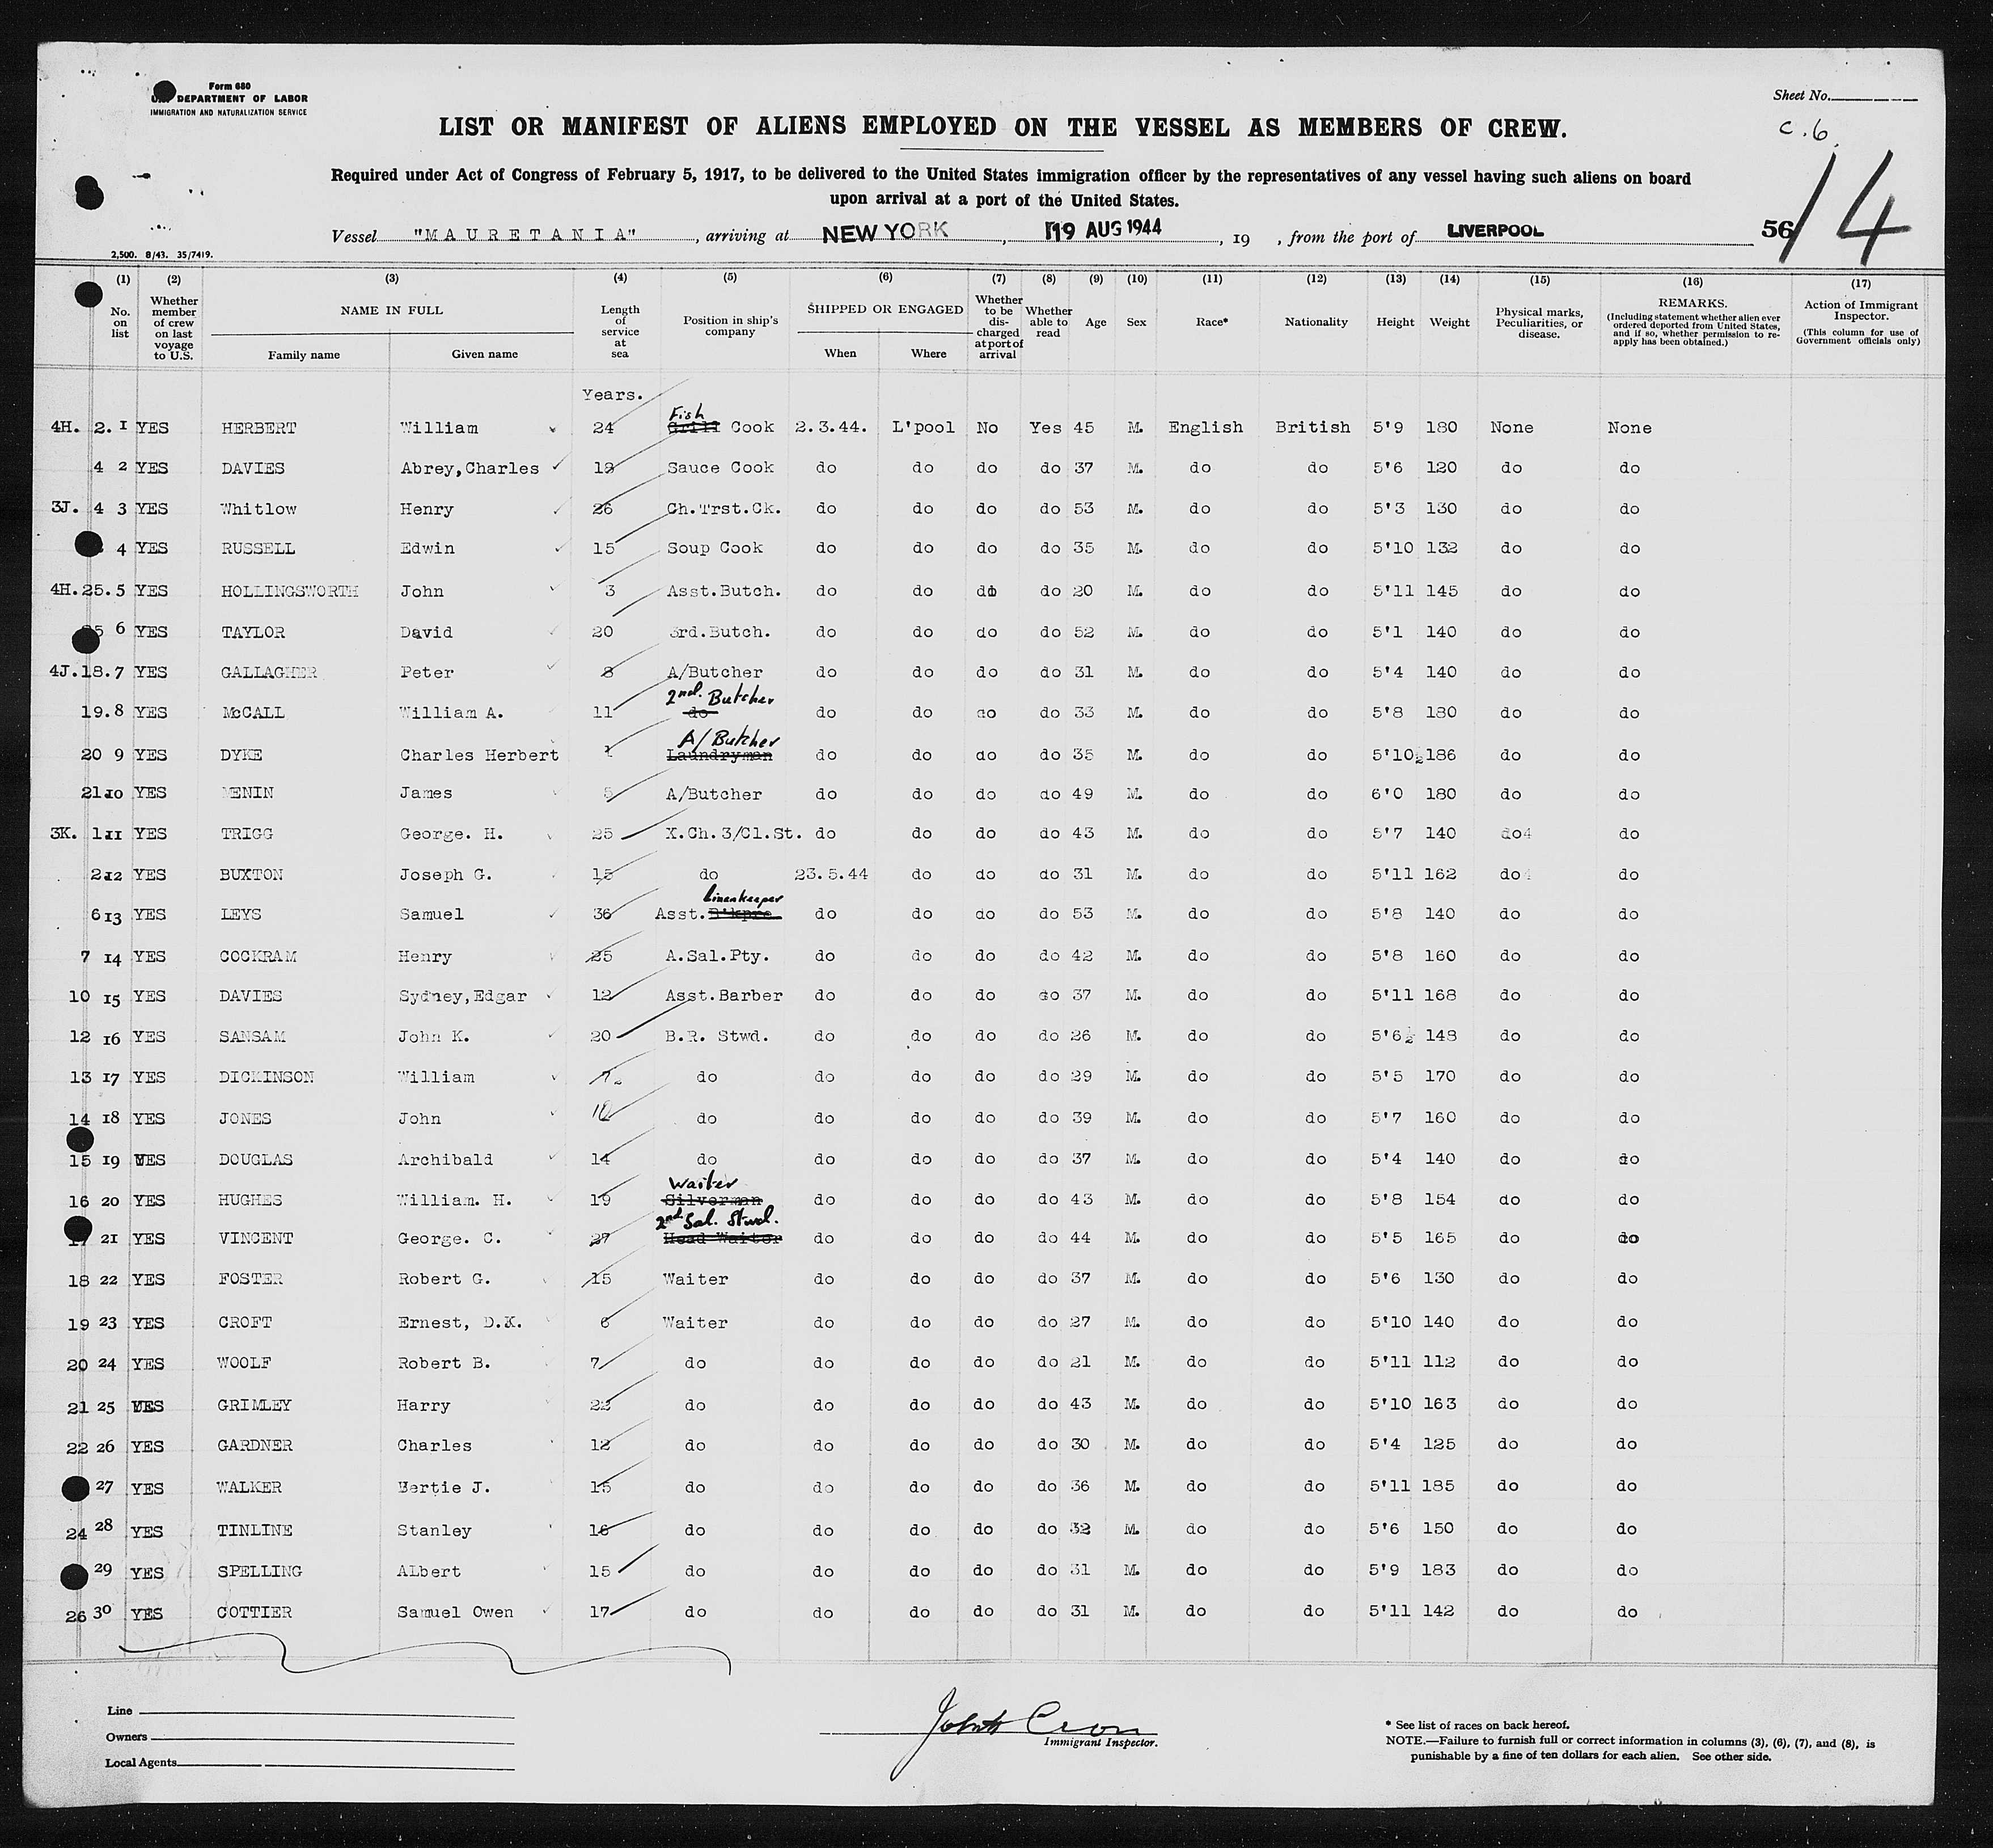 Form 680
DEPARTMENT OF LABOR
IMMIGRATION AND NATURALIZATION SERVICE
Sheet No.
LIST OR MANIFEST OF ALIENS EMPLOYED ON THE VESSEL AS MEMBERS OF CREW.
c.6.
14
Required under Act of Congress of February 5, 1917, to be delivered to the United States immigration officer by the representatives of any vessel having such aliens on board
upon arrival at a port of the United States.
Vessel "MAURETANIA", arriving at NEW YORK, 19 AUG 1944, 19 , from the port of LIVERPOOL 56
2,500. 8/43. 35/7419.
(1) (2) (3) (4) (5) (6) (7) (8) (9) (10) (11) (12) (13) (14) (15) (16) (17)
No. on list
Whether member of crew on last voyage to U.S.
NAME IN FULL
Family name Given name
Length of service at sea
Position in ship's company
SHIPPED OR ENGAGED
When Where
Whether to be discharged at port of arrival
Whether able to read
Age Sex Race* Nationality Height Weight
Physical marks, Peculiarities, or disease.
REMARKS.
(Including statement whether alien ever ordered deported from United States, and if so, whether permission to re-apply has been obtained.)
Action of Immigrant Inspector.
(This column for use of Government officials only)
Years.
4H. 2. 1 YES HERBERT William 24 Fish Grill Cook 2.3.44. L'pool No Yes 45 M. English British 5'9 180 None None
4 2 YES DAVIES Abrey,Charles 18 Sauce Cook do do do do 37 M. do do 5'6 120 do do
3J. 4 3 YES Whitlow Henry 26 Ch.Trst.Ck. do do do do 53 M. do do 5'3 130 do do
4 YES RUSSELL Edwin 15 Soup Cook do do do do 35 M. do do 5'10 132 do do
4H.25. 5 YES HOLLINGSWORTH John 3 Asst.Butch. do do do do 20 M. do do 5'11 145 do do
6 YES TAYLOR David 20 3rd.Butch. do do do do 52 M. do do 5'1 140 do do
4J.18. 7 YES GALLAGHER Peter 8 A/Butcher do do do do 31 M. do do 5'4 140 do do
19. 8 YES McCALL William A. 11 2nd. Butcher do do do do do 33 M. do do 5'8 180 do do
20 9 YES DYKE Charles Herbert 1 A/Butcher Laundryman do do do do 35 M. do do 5'10½ 186 do do
21 10 YES MENIN James 5 A/Butcher do do do do 49 M. do do 6'0 180 do do
3K. 1 11 YES TRIGG George. H. 25 X.Ch.3/Cl.St. do do do do 43 M. do do 5'7 140 do4 do
2 12 YES BUXTON Joseph G. 15 do 23.5.44 do do do 31 M. do do 5'11 162 do4 do
6 13 YES LEYS Samuel 36 Asst. Linenkeeper do do do do 53 M. do do 5'8 140 do do
7 14 YES COCKRAM Henry 25 A.Sal.Pty. do do do do 42 M. do do 5'8 160 do do
10 15 YES DAVIES Sydney,Edgar 12 Asst.Barber do do do do 37 M. do do 5'11 168 do do
12 16 YES SANSAM John K. 20 B.R. Stwd. do do do do 26 M. do do 5'6½ 148 do do
13 17 YES DICKINSON William 7 do do do do do 29 M. do do 5'5 170 do do
14 18 YES JONES John do do do do do 39 M. do do 5'7 160 do do
15 19 YES DOUGLAS Archibald 14 do do do do do 37 M. do do 5'4 140 do do
16 20 YES HUGHES William. H. 19 Waiter Silverman do do do do 43 M. do do 5'8 154 do do
21 YES VINCENT George. C. 27 2nd Sal. Stwd. Head Waiter do do do do 44 M. do do 5'5 165 do do
18 22 YES FOSTER Robert G. 15 Waiter do do do do 37 M. do do 5'6 130 do do
19 23 YES CROFT Ernest, D.K. 6 Waiter do do do do 27 M. do do 5'10 140 do do
20 24 YES WOOLF Robert B. 7 do do do do do 21 M. do do 5'11 112 do do
21 25 YES GRIMLEY Harry 22 do do do do do 43 M. do do 5'10 163 do do
22 26 YES GARDNER Charles 12 do do do do do 30 M. do do 5'4 125 do do
27 YES WALKER Bertie J. 15 do do do do do 36 M. do do 5'11 185 do do
24 28 YES TINLINE Stanley 16 do do do do do 32 M. do do 5'6 150 do do
29 YES SPELLING ALbert 15 do do do do do 31 M. do do 5'9 183 do do
26 30 YES COTTIER Samuel Owen 17 do do do do do 31 M. do do 5'11 142 do do
Line
Owners
Local Agents
Immigrant Inspector.
* See list of races on back hereof.
NOTE.—Failure to furnish full or correct information in columns (3), (6), (7), and (8), is
punishable by a fine of ten dollars for each alien. See other side.